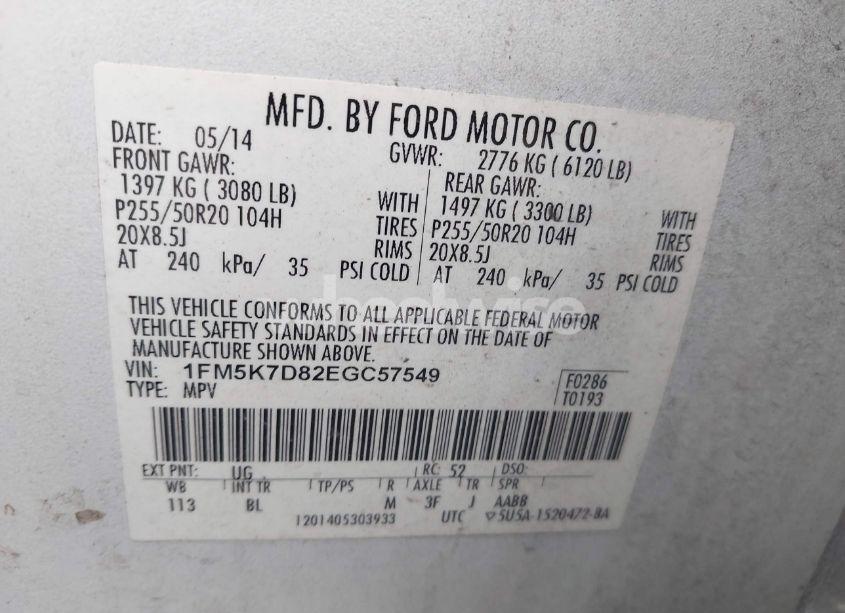 MFD. BY FORD MOTOR CO.
DATE: 05/14 GVWR: 2776 KG ( 6120 LB)
FRONT GAWR: REAR GAWR:
1397 KG ( 3080 LB) WITH 1497 KG ( 3300 LB) WITH
P255/50R20 104H TIRES P255/50R20 104H TIRES
20X8.5J RIMS 20X8.5J RIMS
AT 240 kPa/ 35 PSI COLD AT 240 kPa/ 35 PSI COLD
THIS VEHICLE CONFORMS TO ALL APPLICABLE FEDERAL MOTOR
VEHICLE SAFETY STANDARDS IN EFFECT ON THE DATE OF
MANUFACTURE SHOWN ABOVE.
VIN: 1FM5K7D82EGC57549 F0286
TYPE: MPV T0193
EXT PNT: UG RC: 52 DSO:
WB INT TR TP/PS R AXLE TR SPR
113 BL M 3F J AABB
1201405303933 UTC 5U5A-1520472-BA